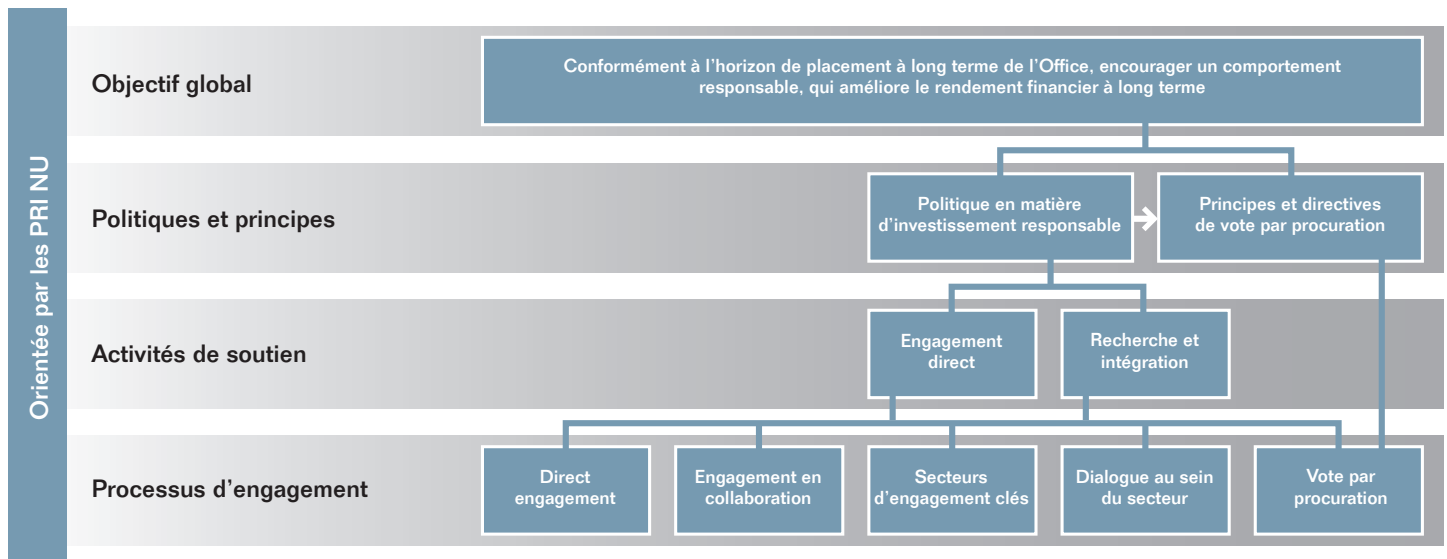 Orientée par les PRI NU
Objectif global
Conformément à l’horizon de placement à long terme de l’Office, encourager un comportement
responsable, qui améliore le rendement financier à long terme
Politiques et principes
Politique en matière
d’investissement responsable
Principes et directives
de vote par procuration
Activités de soutien
Engagement
direct
Recherche et
intégration
Processus d’engagement
Direct
engagement
Engagement en
collaboration
Secteurs
d’engagement clés
Dialogue au sein
du secteur
Vote par
procuration